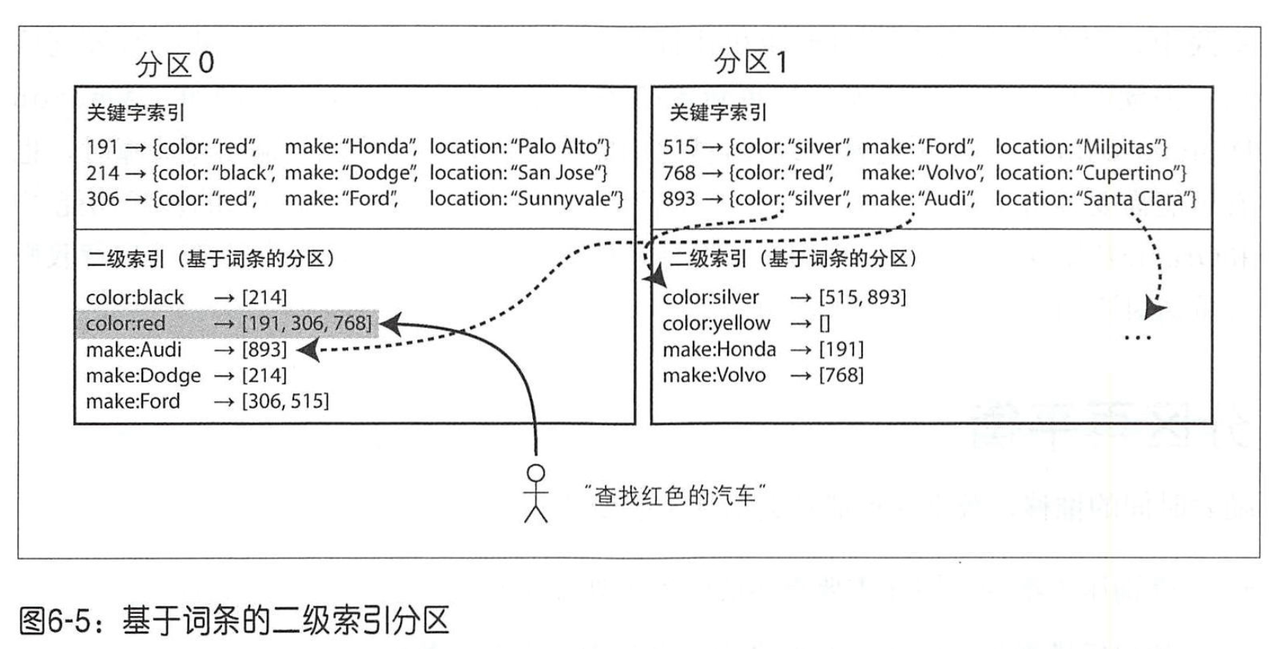 分区0
关键字索引
191 → {color: “red”, make: “Honda”, location: “Palo Alto”}
214 → {color: “black”, make: “Dodge”, location: “San Jose”}
306 → {color: “red”, make: “Ford”, location: “Sunnyvale”}
二级索引（基于词条的分区）
color:black → [214]
color:red → [191, 306, 768]
make:Audi → [893]
make:Dodge → [214]
make:Ford → [306, 515]
分区1
关键字索引
515 → {color: “silver”, make: “Ford”, location: “Milpitas”}
768 → {color: “red”, make: “Volvo”, location: “Cupertino”}
893 → {color: “silver”, make: “Audi”, location: “Santa Clara”}
二级索引（基于词条的分区）
color:silver → [515, 893]
color:yellow → []
make:Honda → [191]
make:Volvo → [768]
...
“查找红色的汽车”
图6-5：基于词条的二级索引分区